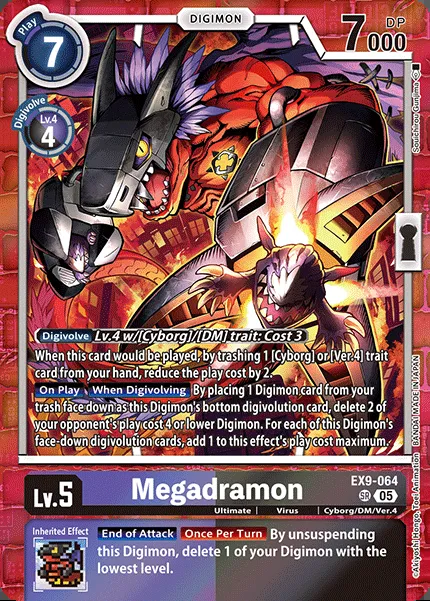 DIGIMON
Play
7
7000
DP
Digivolve
Lv.4
4
Souchirou Gunjima
Digivolve Lv.4 w/[Cyborg]/[DM] trait: Cost 3
When this card would be played, by trashing 1 [Cyborg] or [Ver.4] trait
card from your hand, reduce the play cost by 2.
On Play When Digivolving By placing 1 Digimon card from your
trash face down as this Digimon's bottom digivolution card, delete 2 of
your opponent's play cost 4 or lower Digimon. For each of this Digimon's
face-down digivolution cards, add 1 to this effect's play cost maximum.
Lv.5
Megadramon
EX9-064
SR 05
Ultimate | Virus | Cyborg/DM/Ver.4
Inherited Effect
End of Attack Once Per Turn By unsuspending
this Digimon, delete 1 of your Digimon with the
lowest level.
©Akiyoshi Hongo, Toei Animation BANDAI MADE IN JAPAN